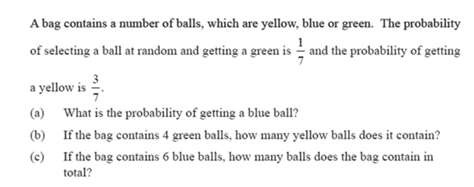 A bag contains a number of balls, which are yellow, blue or green. The probability
of selecting a ball at random and getting a green is 1/7 and the probability of getting
a yellow is 3/7.
(a) What is the probability of getting a blue ball?
(b) If the bag contains 4 green balls, how many yellow balls does it contain?
(c) If the bag contains 6 blue balls, how many balls does the bag contain in
total?